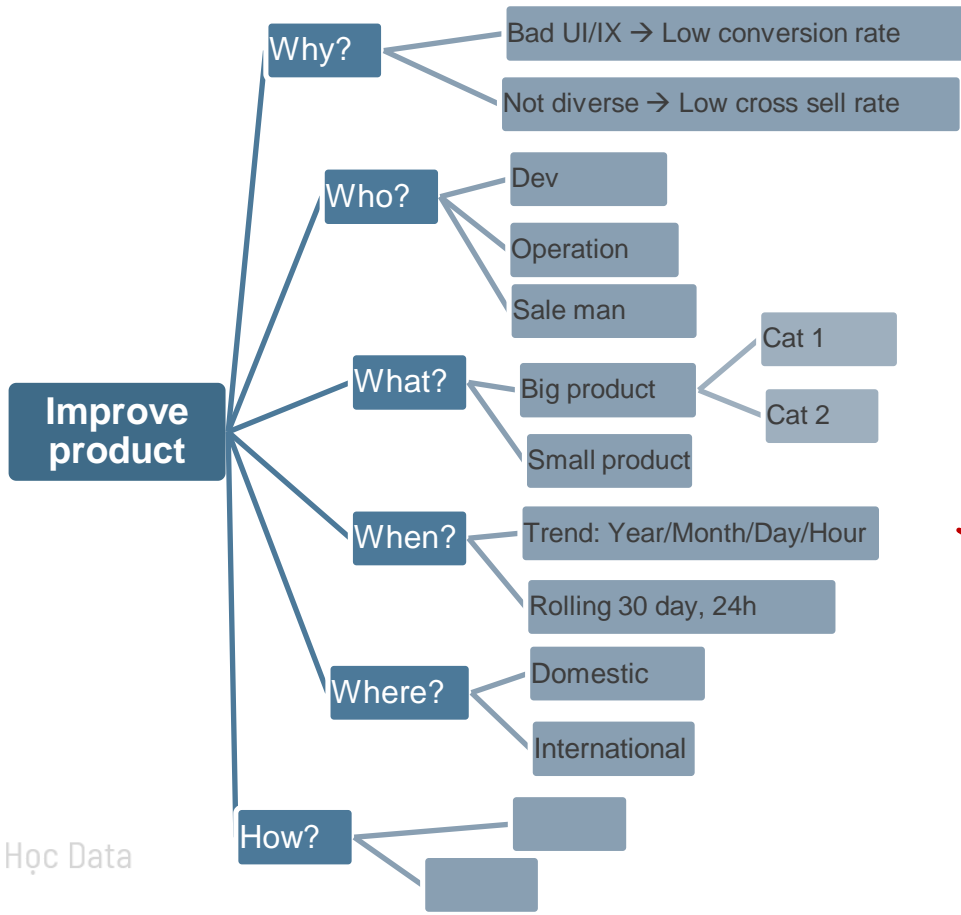 Why?
Bad UI/IX → Low conversion rate
Not diverse → Low cross sell rate
Who?
Dev
Operation
Sale man
What?
Big product
Cat 1
Cat 2
Small product
Improve
product
When?
Trend: Year/Month/Day/Hour
Rolling 30 day, 24h
Where?
Domestic
International
How?
Học Data